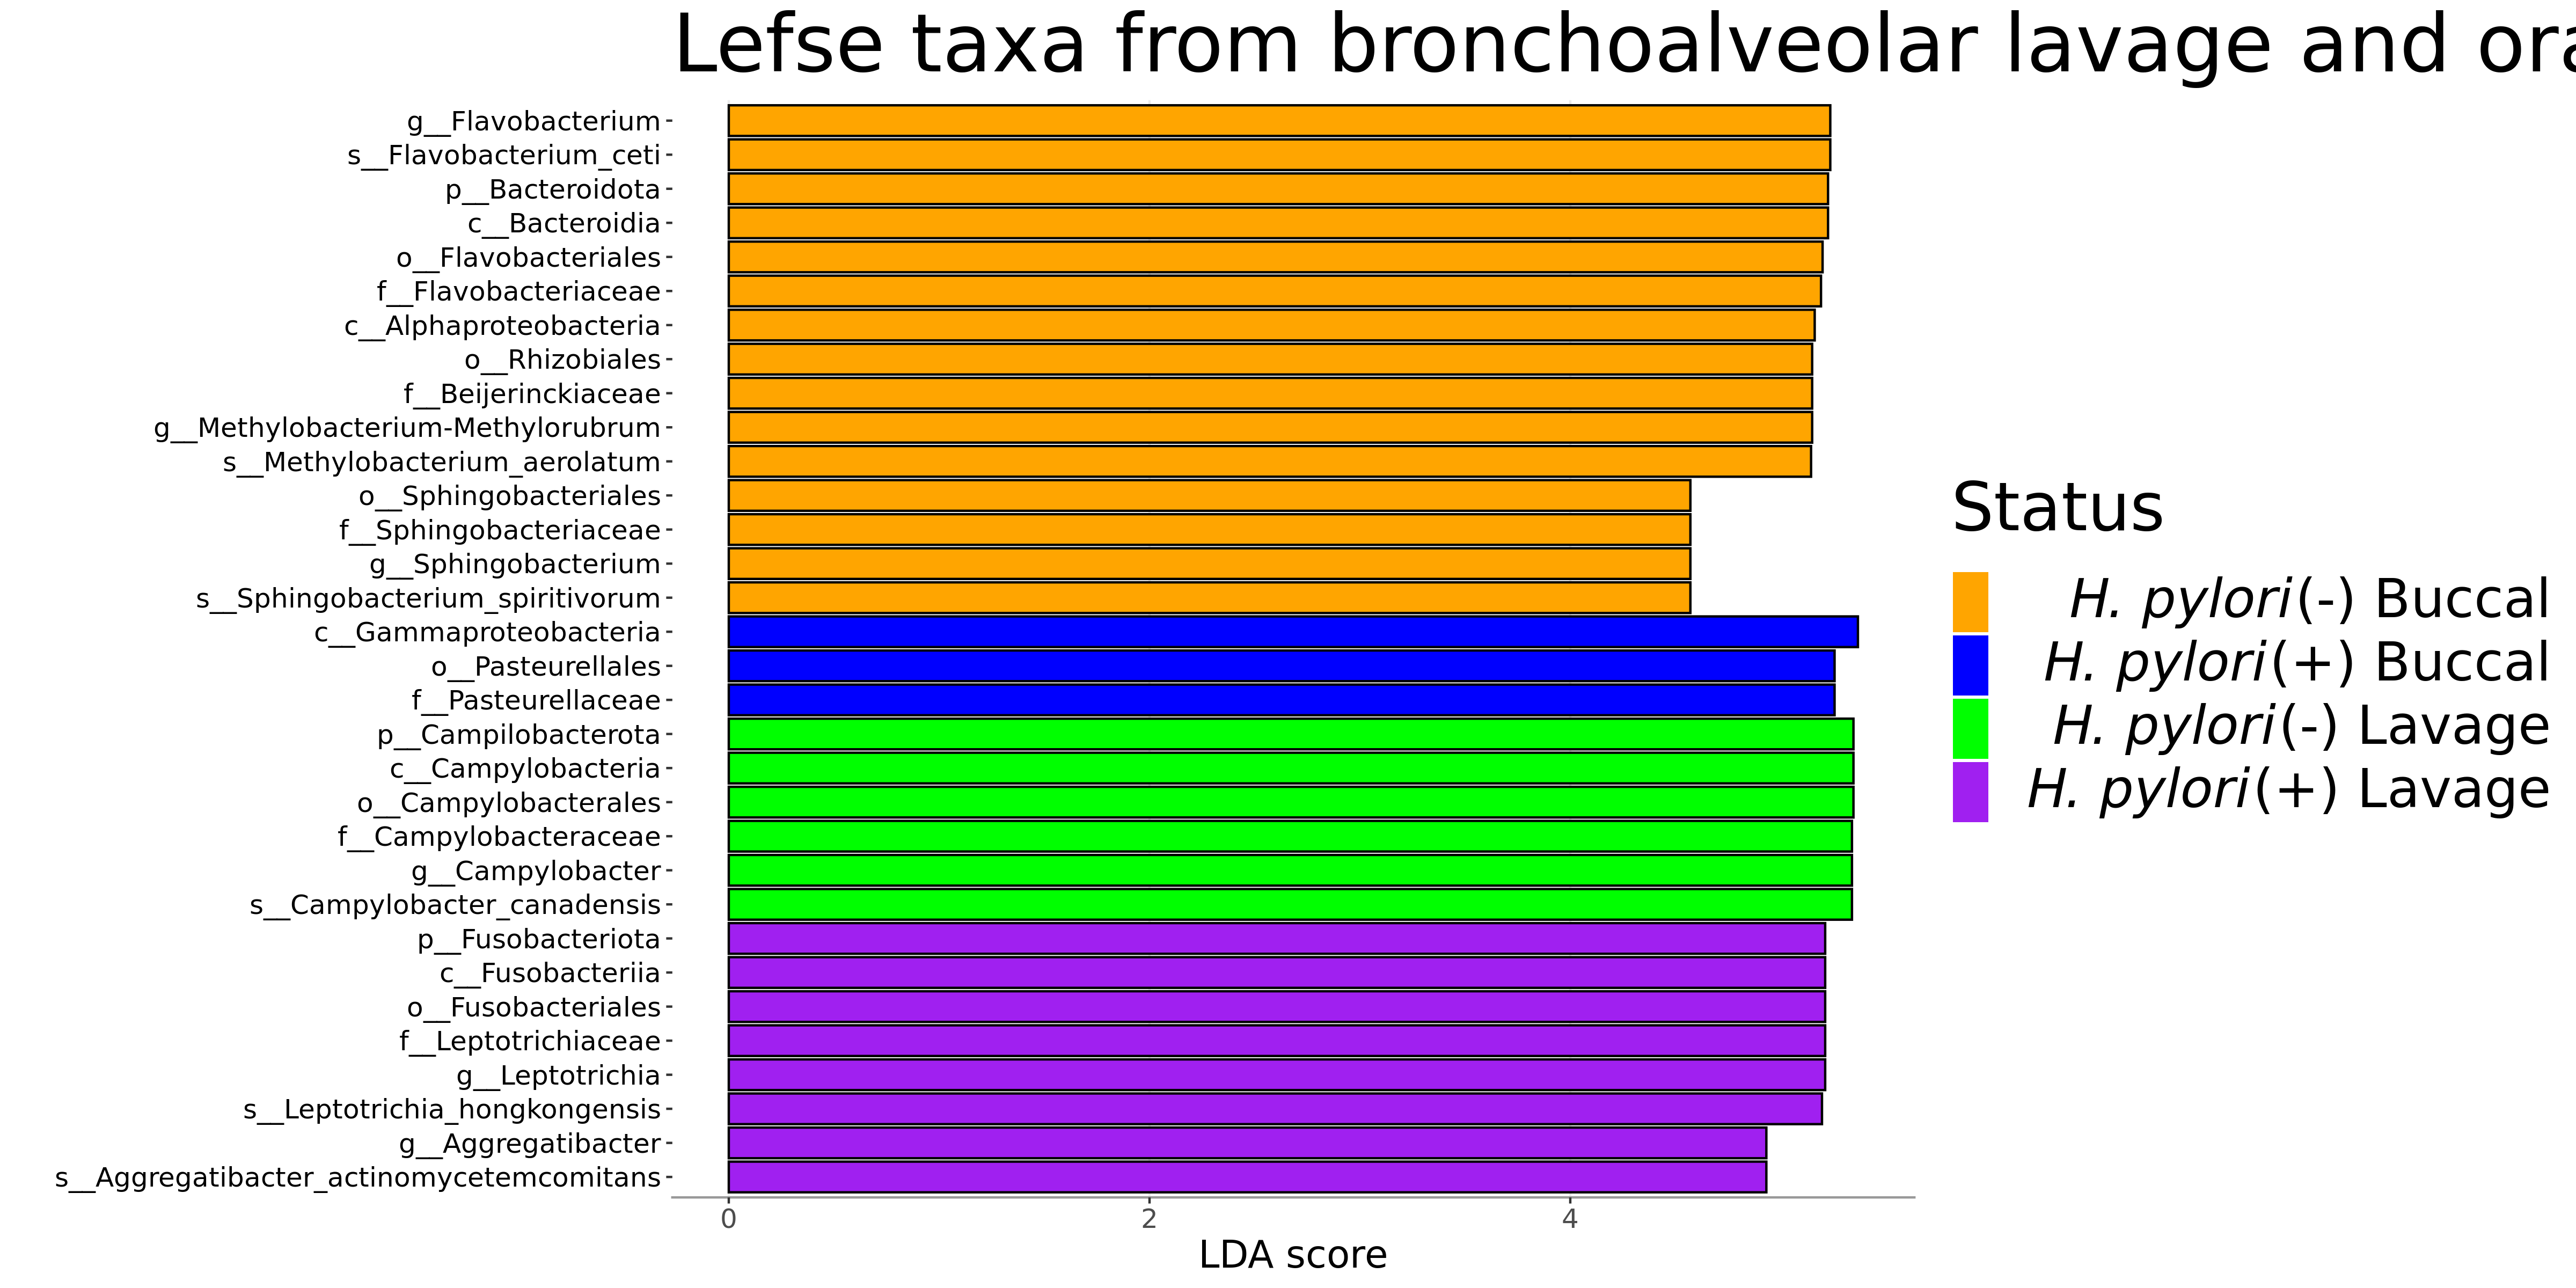 Lefse taxa from bronchoalveolar lavage and ora
g__Flavobacterium
s__Flavobacterium_ceti
p__Bacteroidota
c__Bacteroidia
o__Flavobacteriales
f__Flavobacteriaceae
c__Alphaproteobacteria
o__Rhizobiales
f__Beijerinckiaceae
g__Methylobacterium-Methylorubrum
s__Methylobacterium_aerolatum
o__Sphingobacteriales
f__Sphingobacteriaceae
g__Sphingobacterium
s__Sphingobacterium_spiritivorum
c__Gammaproteobacteria
o__Pasteurellales
f__Pasteurellaceae
p__Campilobacterota
c__Campylobacteria
o__Campylobacterales
f__Campylobacteraceae
g__Campylobacter
s__Campylobacter_canadensis
p__Fusobacteriota
c__Fusobacteriia
o__Fusobacteriales
f__Leptotrichiaceae
g__Leptotrichia
s__Leptotrichia_hongkongensis
g__Aggregatibacter
s__Aggregatibacter_actinomycetemcomitans
0 2 4
LDA score
Status
H. pylori(-) Buccal
H. pylori(+) Buccal
H. pylori(-) Lavage
H. pylori(+) Lavage